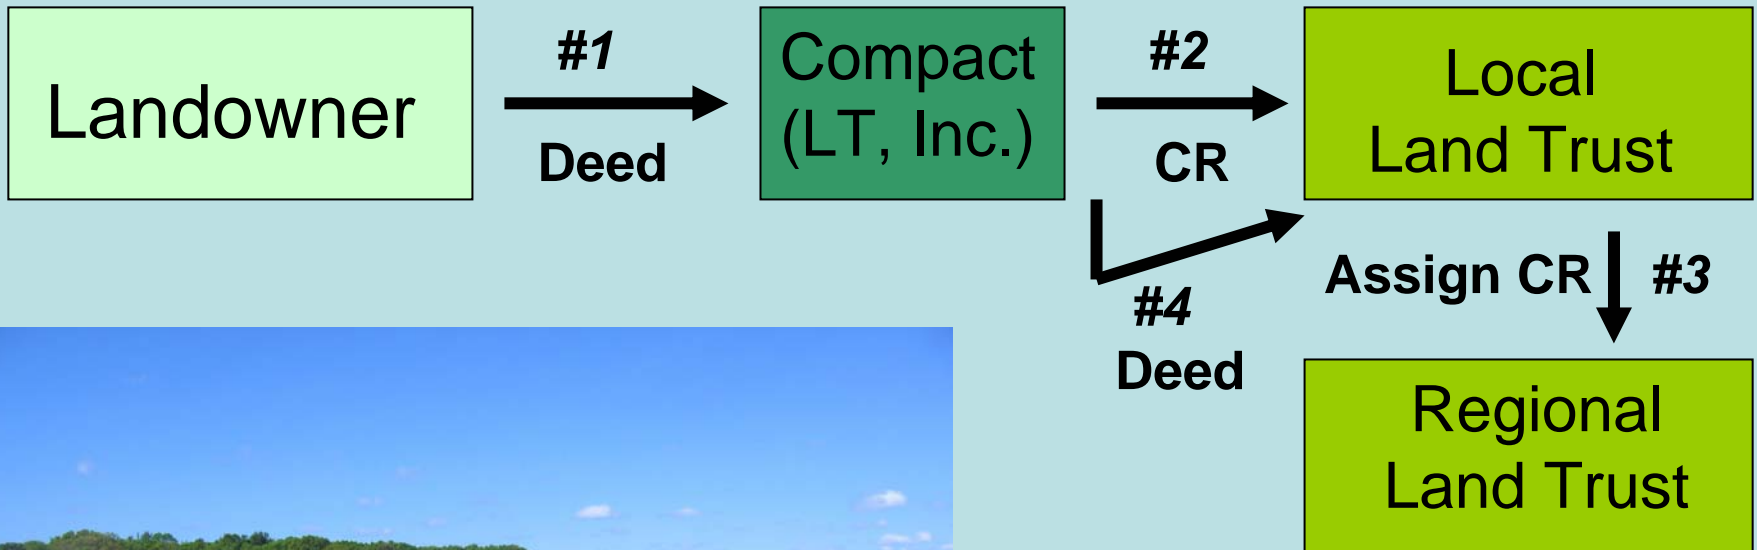 Landowner
#1
Deed
Compact
(LT, Inc.)
#2
CR
Local
Land Trust
Assign CR
#3
#4
Deed
Regional
Land Trust